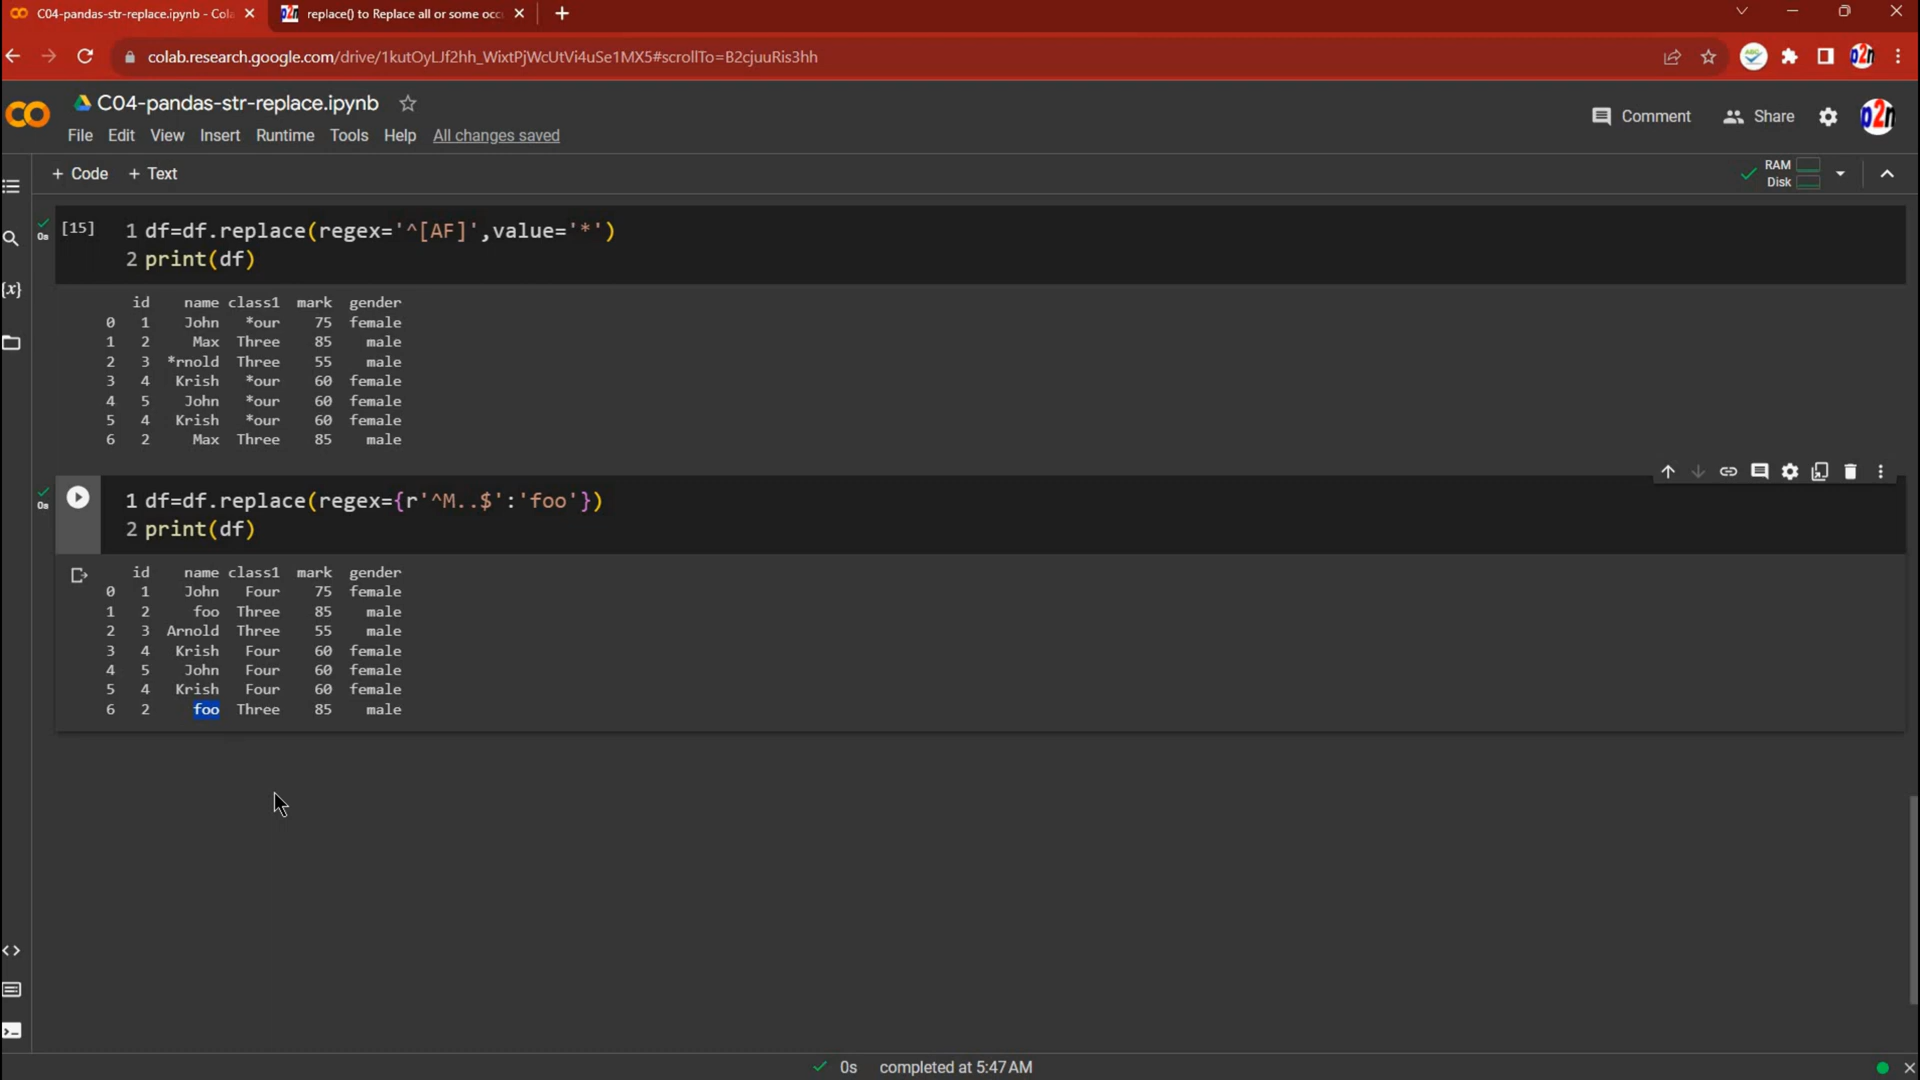 C04-pandas-str-replace.ipynb - Col
replace() to Replace all or some occ
colab.research.google.com/drive/1kutOyLJf2hh_WixtPjWcUtVi4uSe1MX5#scrollTo=B2cjuuRis3hh
C04-pandas-str-replace.ipynb
Comment
Share
File Edit View Insert Runtime Tools Help All changes saved
+ Code + Text
RAM
Disk
[15] 1 df=df.replace(regex='^[AF]',value='*')
0s
2 print(df)
{x}
id name class1 mark gender
0 1 John *our 75 female
1 2 Max Three 85 male
2 3 *rnold Three 55 male
3 4 Krish *our 60 female
4 5 John *our 60 female
5 4 Krish *our 60 female
6 2 Max Three 85 male
1 df=df.replace(regex={r'^M..$':'foo'})
0s
2 print(df)
id name class1 mark gender
0 1 John Four 75 female
1 2 foo Three 85 male
2 3 Arnold Three 55 male
3 4 Krish Four 60 female
4 5 John Four 60 female
5 4 Krish Four 60 female
6 2 foo Three 85 male
0s completed at 5:47 AM